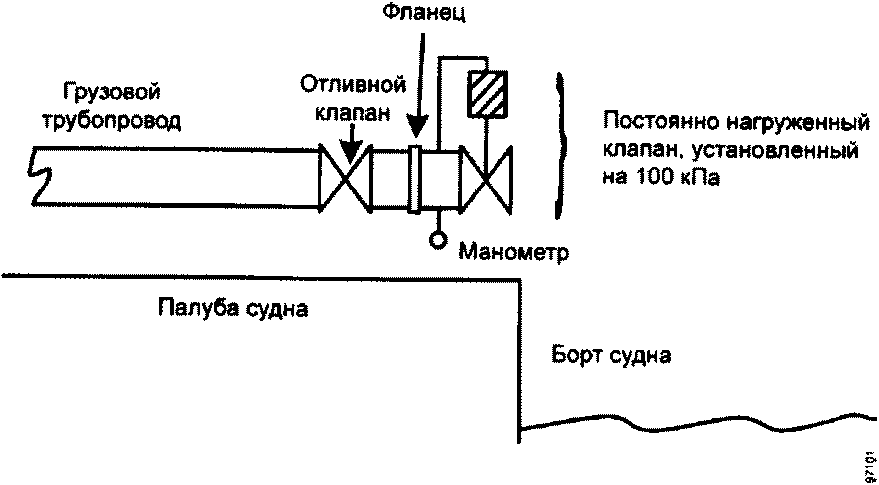 Фланец
Грузовой
трубопровод
Отливной
клапан
Постоянно нагруженный
клапан, установленный
на 100 кПа
Манометр
Палуба судна
Борт судна
97101